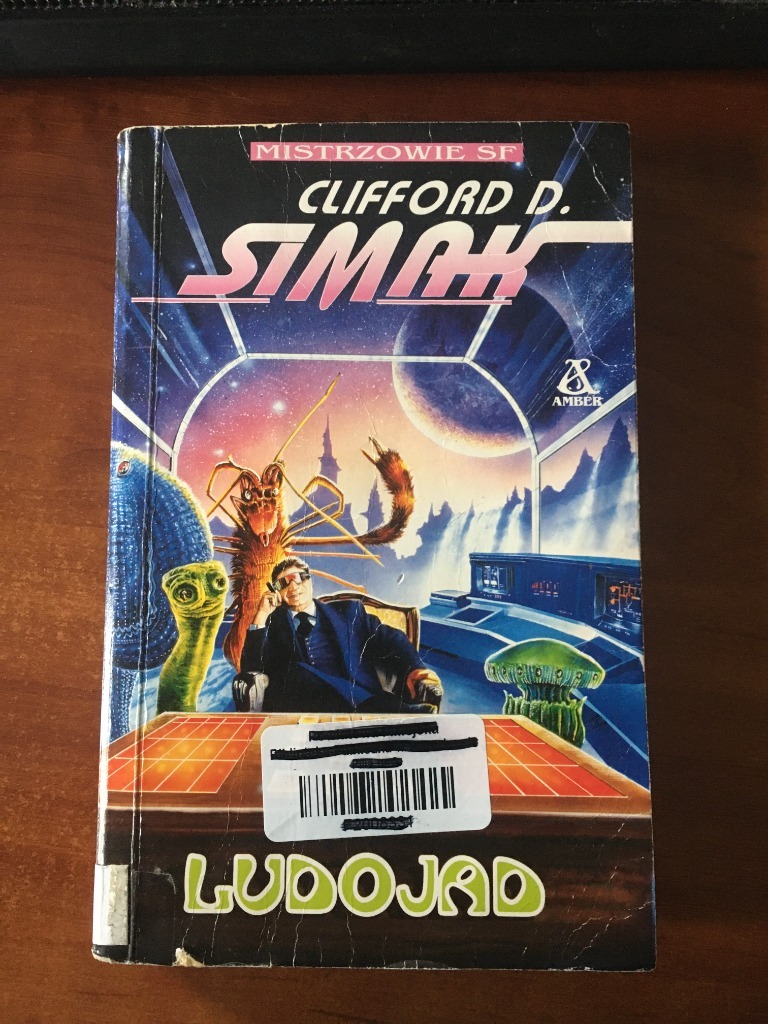 MISTRZOWIE SF
CLIFFORD D.
SIMAK
AMBER
LUDOJAD